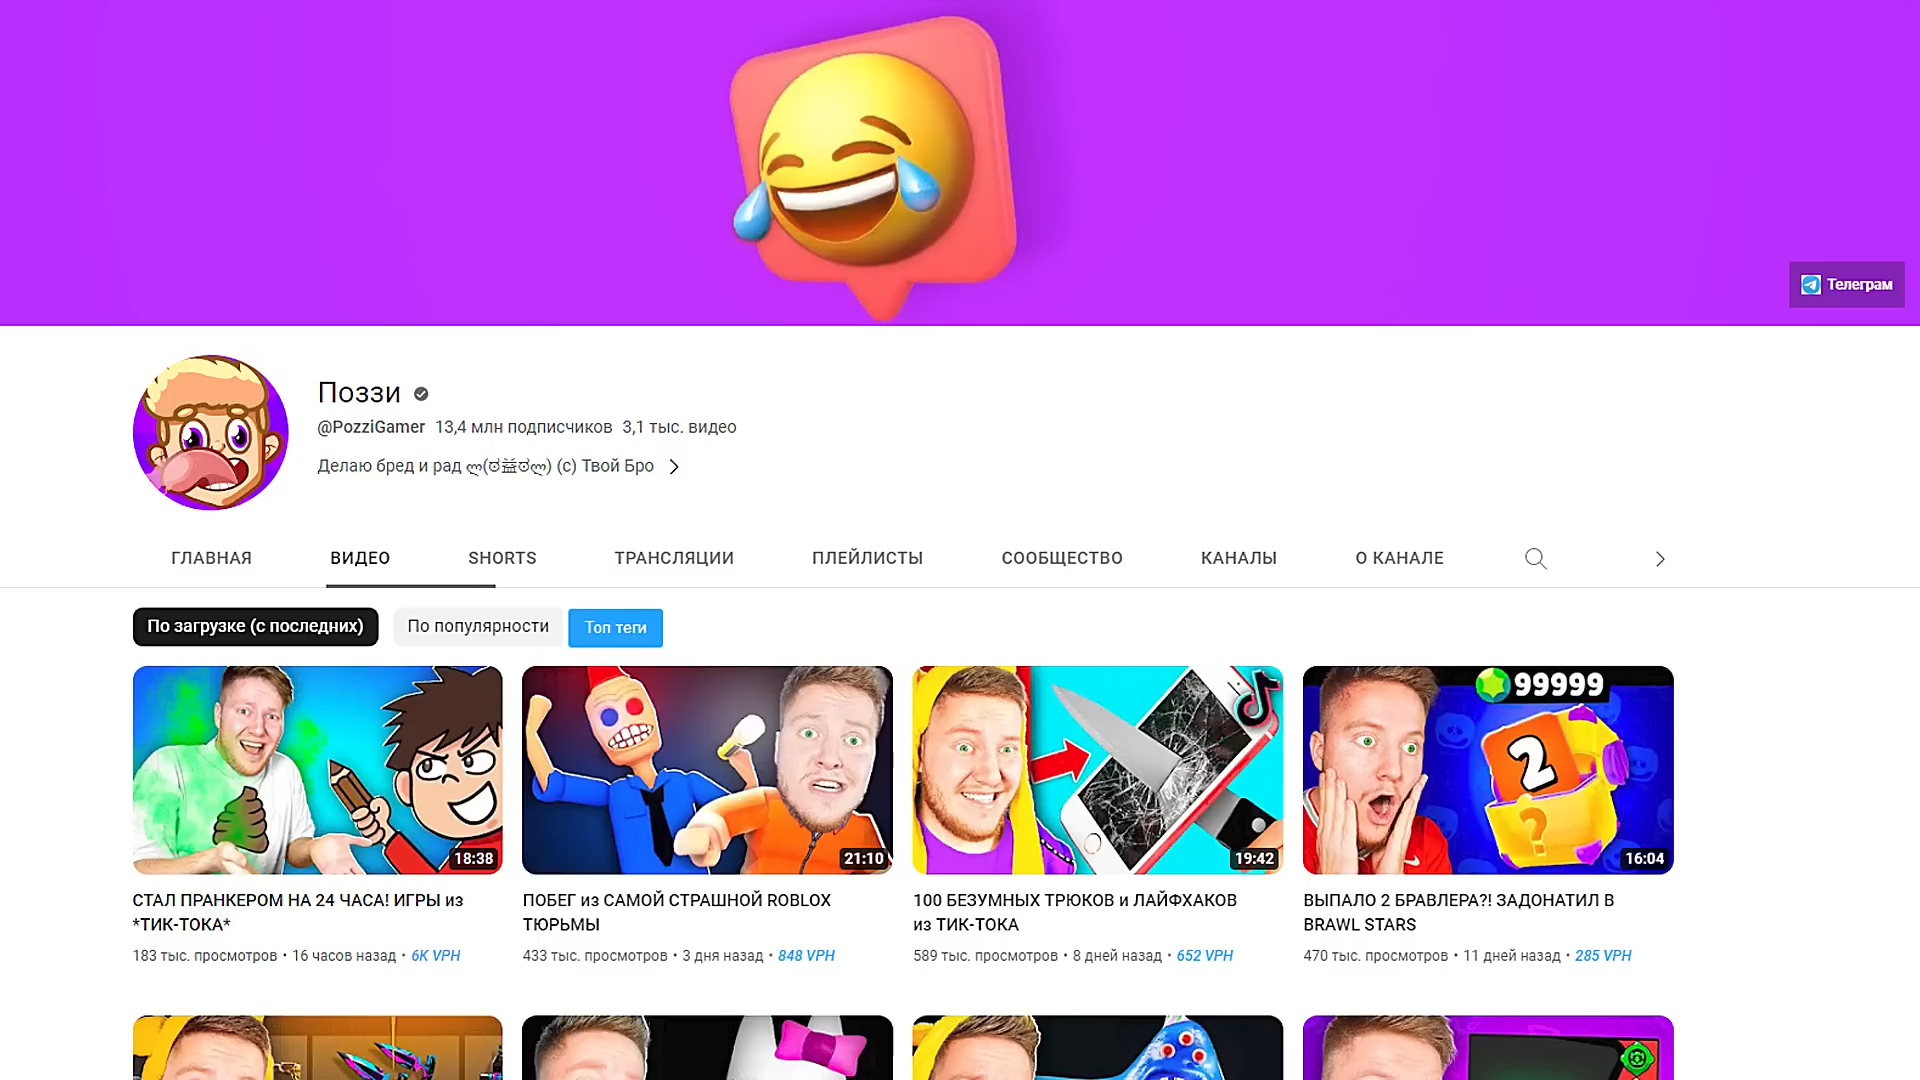 Телеграм
Поззи
@PozziGamer 13,4 млн подписчиков 3,1 тыс. видео
Делаю бред и рад ლ(ಠ益ಠლ) (c) Твой Бро
ГЛАВНАЯ ВИДЕО SHORTS ТРАНСЛЯЦИИ ПЛЕЙЛИСТЫ СООБЩЕСТВО КАНАЛЫ О КАНАЛЕ
По загрузке (с последних) По популярности Топ теги
99999
2
?
18:38 21:10 19:42 16:04
СТАЛ ПРАНКЕРОМ НА 24 ЧАСА! ИГРЫ из
*ТИК-ТОКА*
183 тыс. просмотров • 16 часов назад • 6K VPH
ПОБЕГ из САМОЙ СТРАШНОЙ ROBLOX
ТЮРЬМЫ
433 тыс. просмотров • 3 дня назад • 848 VPH
100 БЕЗУМНЫХ ТРЮКОВ и ЛАЙФХАКОВ
из ТИК-ТОКА
589 тыс. просмотров • 8 дней назад • 652 VPH
ВЫПАЛО 2 БРАВЛЕРА?! ЗАДОНАТИЛ В
BRAWL STARS
470 тыс. просмотров • 11 дней назад • 285 VPH